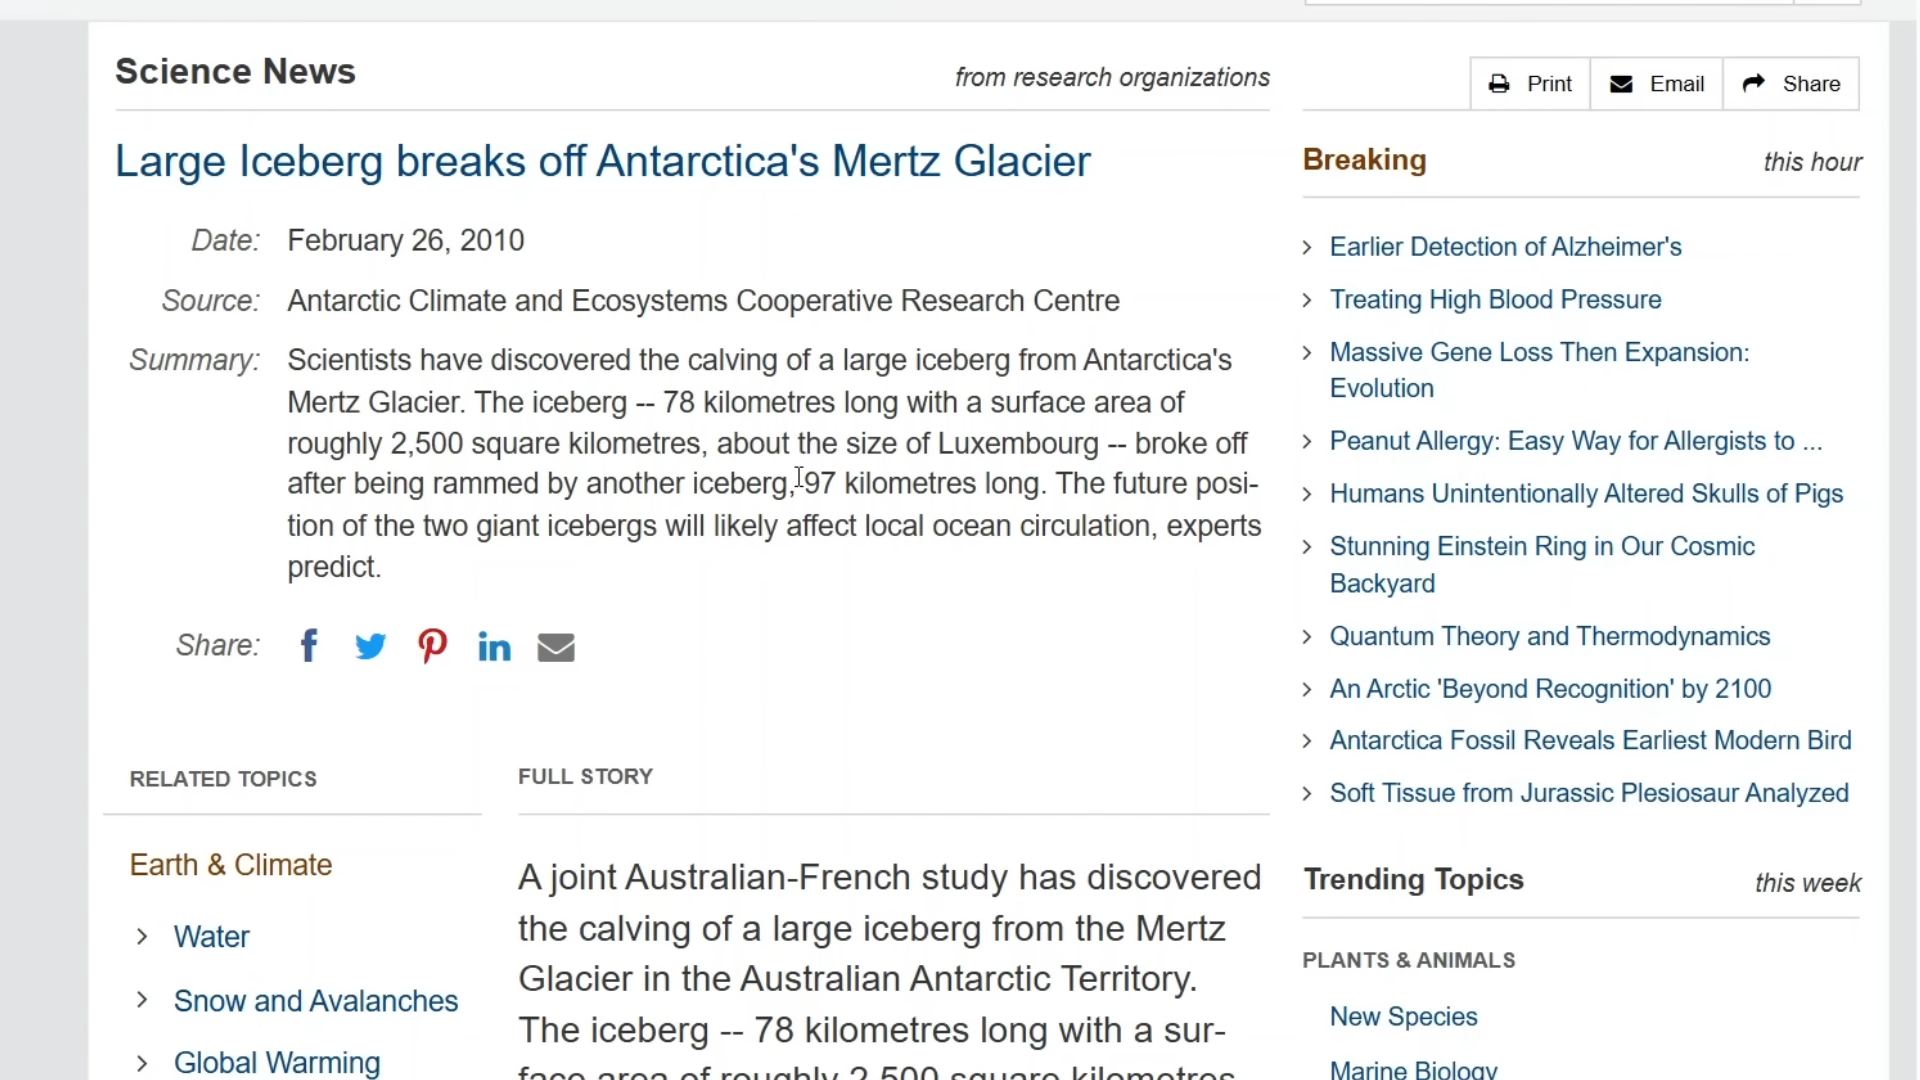 Science News
from research organizations
Print
Email
Share
Large Iceberg breaks off Antarctica's Mertz Glacier
Date: February 26, 2010
Source: Antarctic Climate and Ecosystems Cooperative Research Centre
Summary: Scientists have discovered the calving of a large iceberg from Antarctica's
Mertz Glacier. The iceberg -- 78 kilometres long with a surface area of
roughly 2,500 square kilometres, about the size of Luxembourg -- broke off
after being rammed by another iceberg, 97 kilometres long. The future posi-
tion of the two giant icebergs will likely affect local ocean circulation, experts
predict.
Share:
RELATED TOPICS
Earth & Climate
Water
Snow and Avalanches
Global Warming
FULL STORY
A joint Australian-French study has discovered
the calving of a large iceberg from the Mertz
Glacier in the Australian Antarctic Territory.
The iceberg -- 78 kilometres long with a sur-
face area of roughly 2,500 square kilometres
Breaking
this hour
Earlier Detection of Alzheimer's
Treating High Blood Pressure
Massive Gene Loss Then Expansion:
Evolution
Peanut Allergy: Easy Way for Allergists to ...
Humans Unintentionally Altered Skulls of Pigs
Stunning Einstein Ring in Our Cosmic
Backyard
Quantum Theory and Thermodynamics
An Arctic 'Beyond Recognition' by 2100
Antarctica Fossil Reveals Earliest Modern Bird
Soft Tissue from Jurassic Plesiosaur Analyzed
Trending Topics
this week
PLANTS & ANIMALS
New Species
Marine Biology